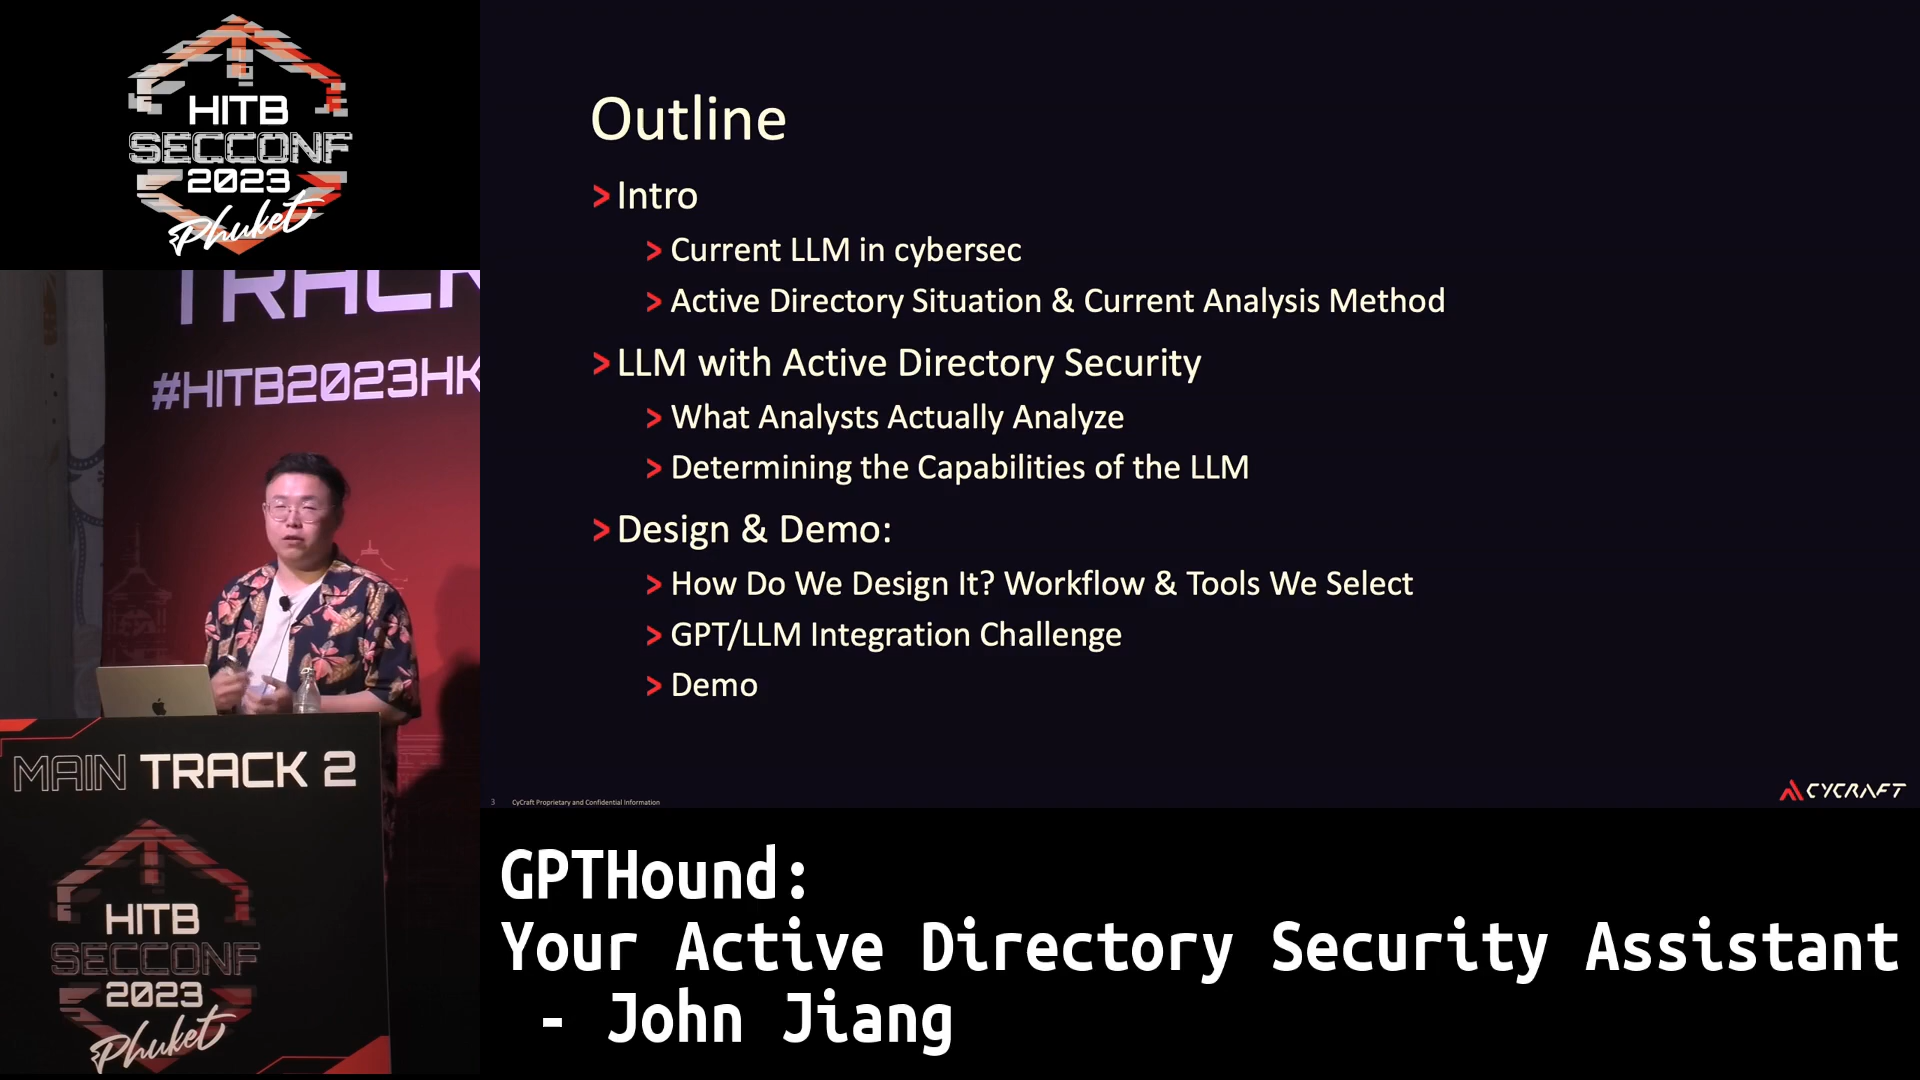 HITB
SECCONF
2023
Phuket
TRACK
#HITB2023HK
MAIN TRACK 2
HITB
SECCONF
2023
Phuket
Outline
> Intro
> Current LLM in cybersec
> Active Directory Situation & Current Analysis Method
> LLM with Active Directory Security
> What Analysts Actually Analyze
> Determining the Capabilities of the LLM
> Design & Demo:
> How Do We Design It? Workflow & Tools We Select
> GPT/LLM Integration Challenge
> Demo
3 CyCraft Proprietary and Confidential Information
CYCRAFT
GPTHound:
Your Active Directory Security Assistant
- John Jiang